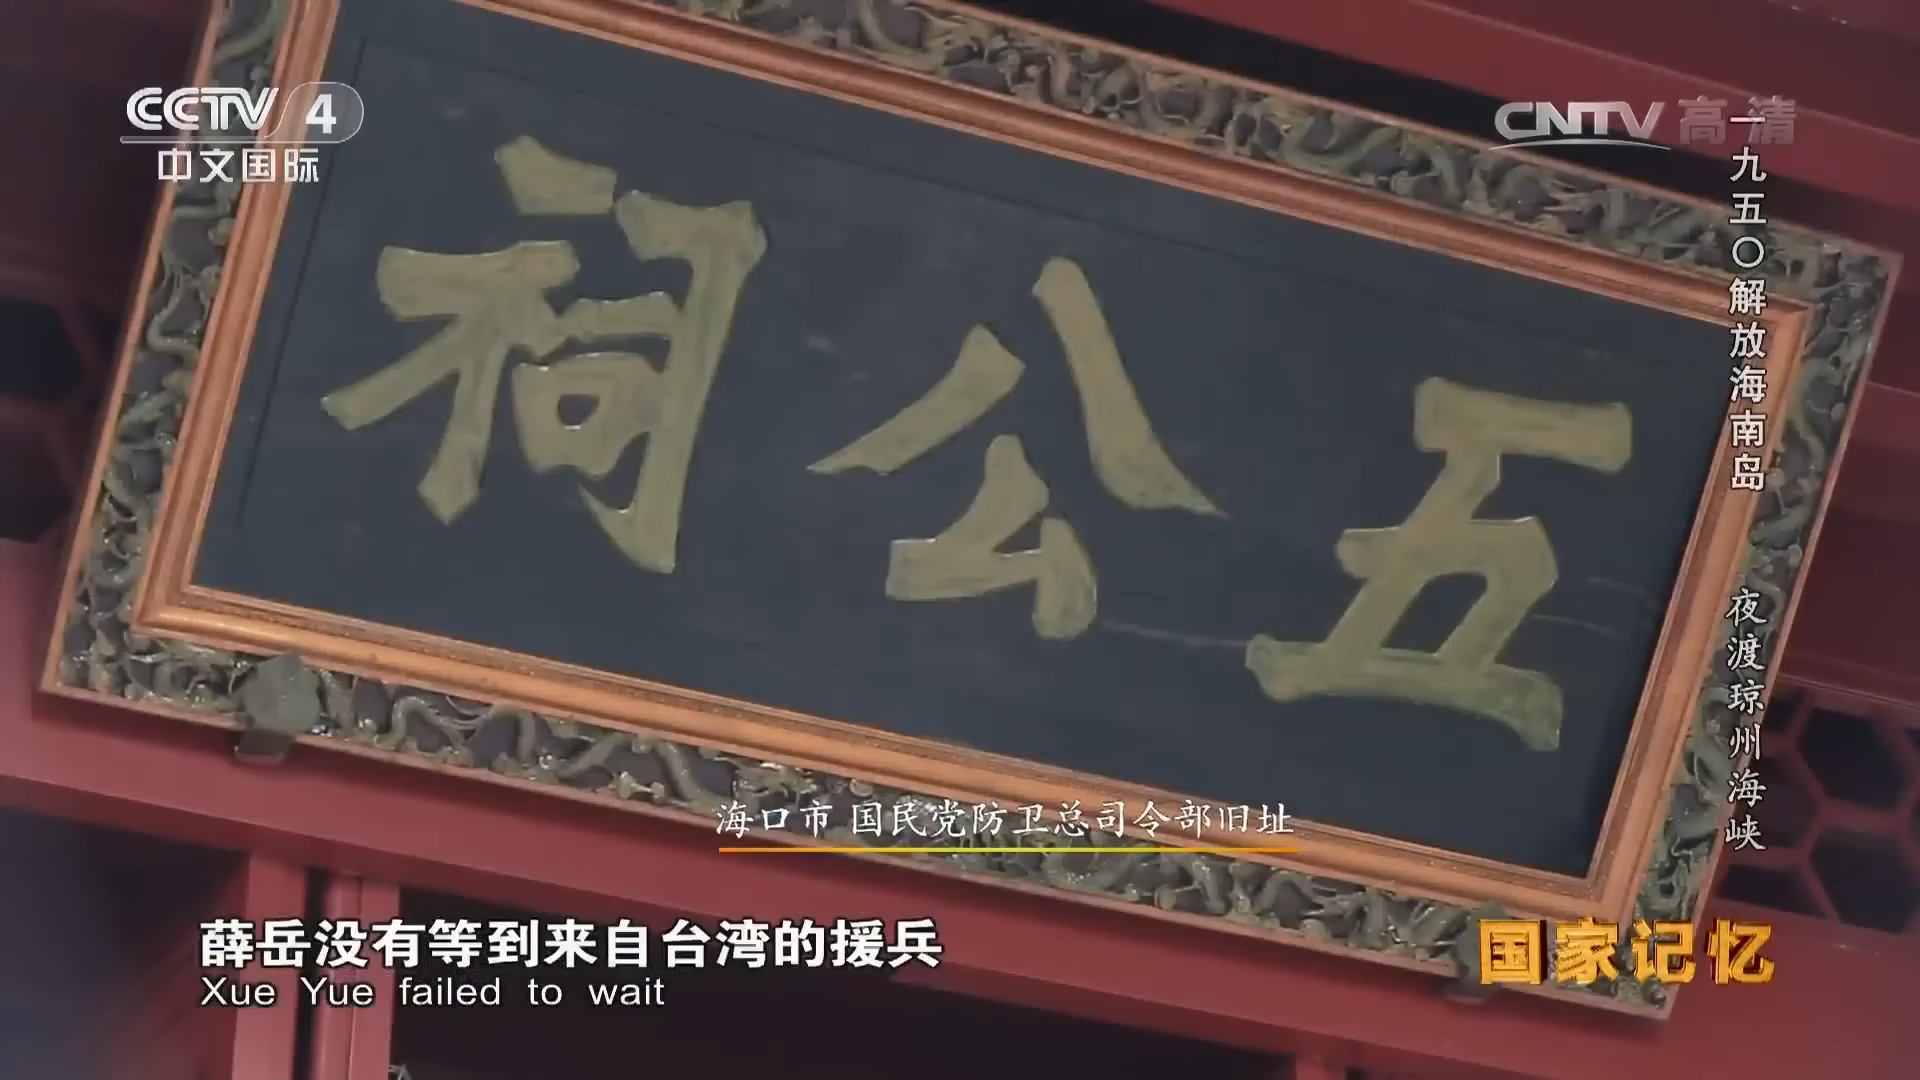 CCTV 4
中文国际
CNTV 高清
一九五〇解放海南岛 夜渡琼州海峡
五公祠
海口市 国民党防卫总司令部旧址
薛岳没有等到来自台湾的援兵
Xue Yue failed to wait
国家记忆